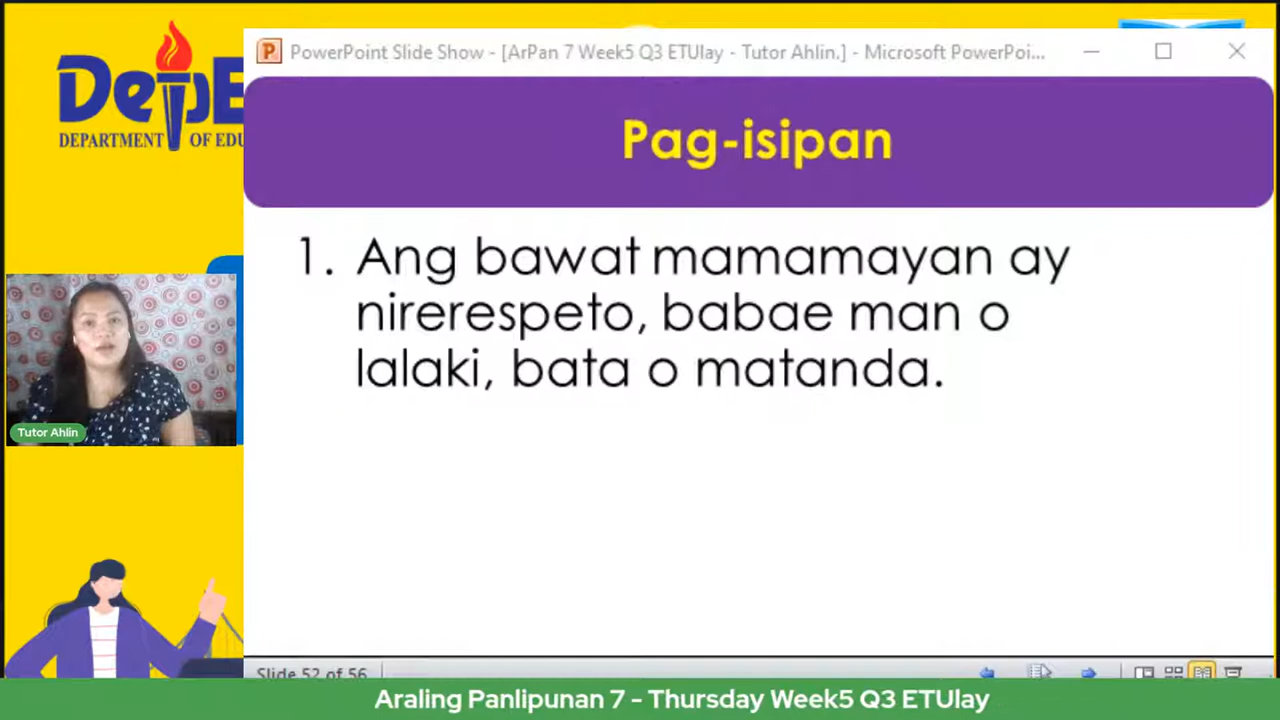 DepE
DEPARTMENT OF EDU
PowerPoint Slide Show - [ArPan 7 Week5 Q3 ETUlay - Tutor Ahlin.] - Microsoft PowerPoi...
Pag-isipan
1. Ang bawat mamamayan ay
nirerespeto, babae man o
lalaki, bata o matanda.
Tutor Ahlin
Slide 52 of 56
Araling Panlipunan 7 - Thursday Week5 Q3 ETUlay